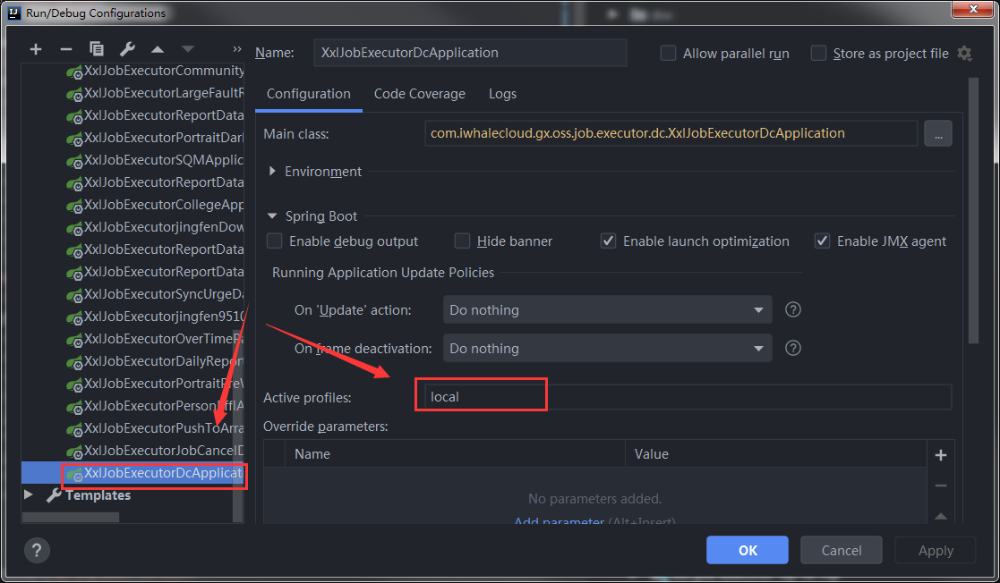 Run/Debug Configurations
Name:
XxlJobExecutorDcApplication
Allow parallel run
Store as project file
XxlJobExecutorCommunity
XxlJobExecutorLargeFaultR
XxlJobExecutorReportData
XxlJobExecutorPortraitDarl
XxlJobExecutorSQMApplic
XxlJobExecutorReportData
XxlJobExecutorCollegeApp
XxlJobExecutorjingfenDow
XxlJobExecutorReportData
XxlJobExecutorReportData
XxlJobExecutorSyncUrgeDa
XxlJobExecutorjingfen9510
XxlJobExecutorOverTimePa
XxlJobExecutorDailyRepor
XxlJobExecutorPortraitPreV
XxlJobExecutorPersonEfflA
XxlJobExecutorPushToArra
XxlJobExecutorJobCancelD
XxlJobExecutorDcApplicat
Templates
Configuration
Code Coverage
Logs
Main class:
com.iwhalecloud.gx.oss.job.executor.dc.XxlJobExecutorDcApplication
...
Environment
Spring Boot
Enable debug output
Hide banner
Enable launch optimization
Enable JMX agent
Running Application Update Policies
On 'Update' action:
Do nothing
?
On frame deactivation:
Do nothing
?
Active profiles:
local
Override parameters:
Name
Value
No parameters added.
Add parameter (Alt+Insert)
?
OK
Cancel
Apply